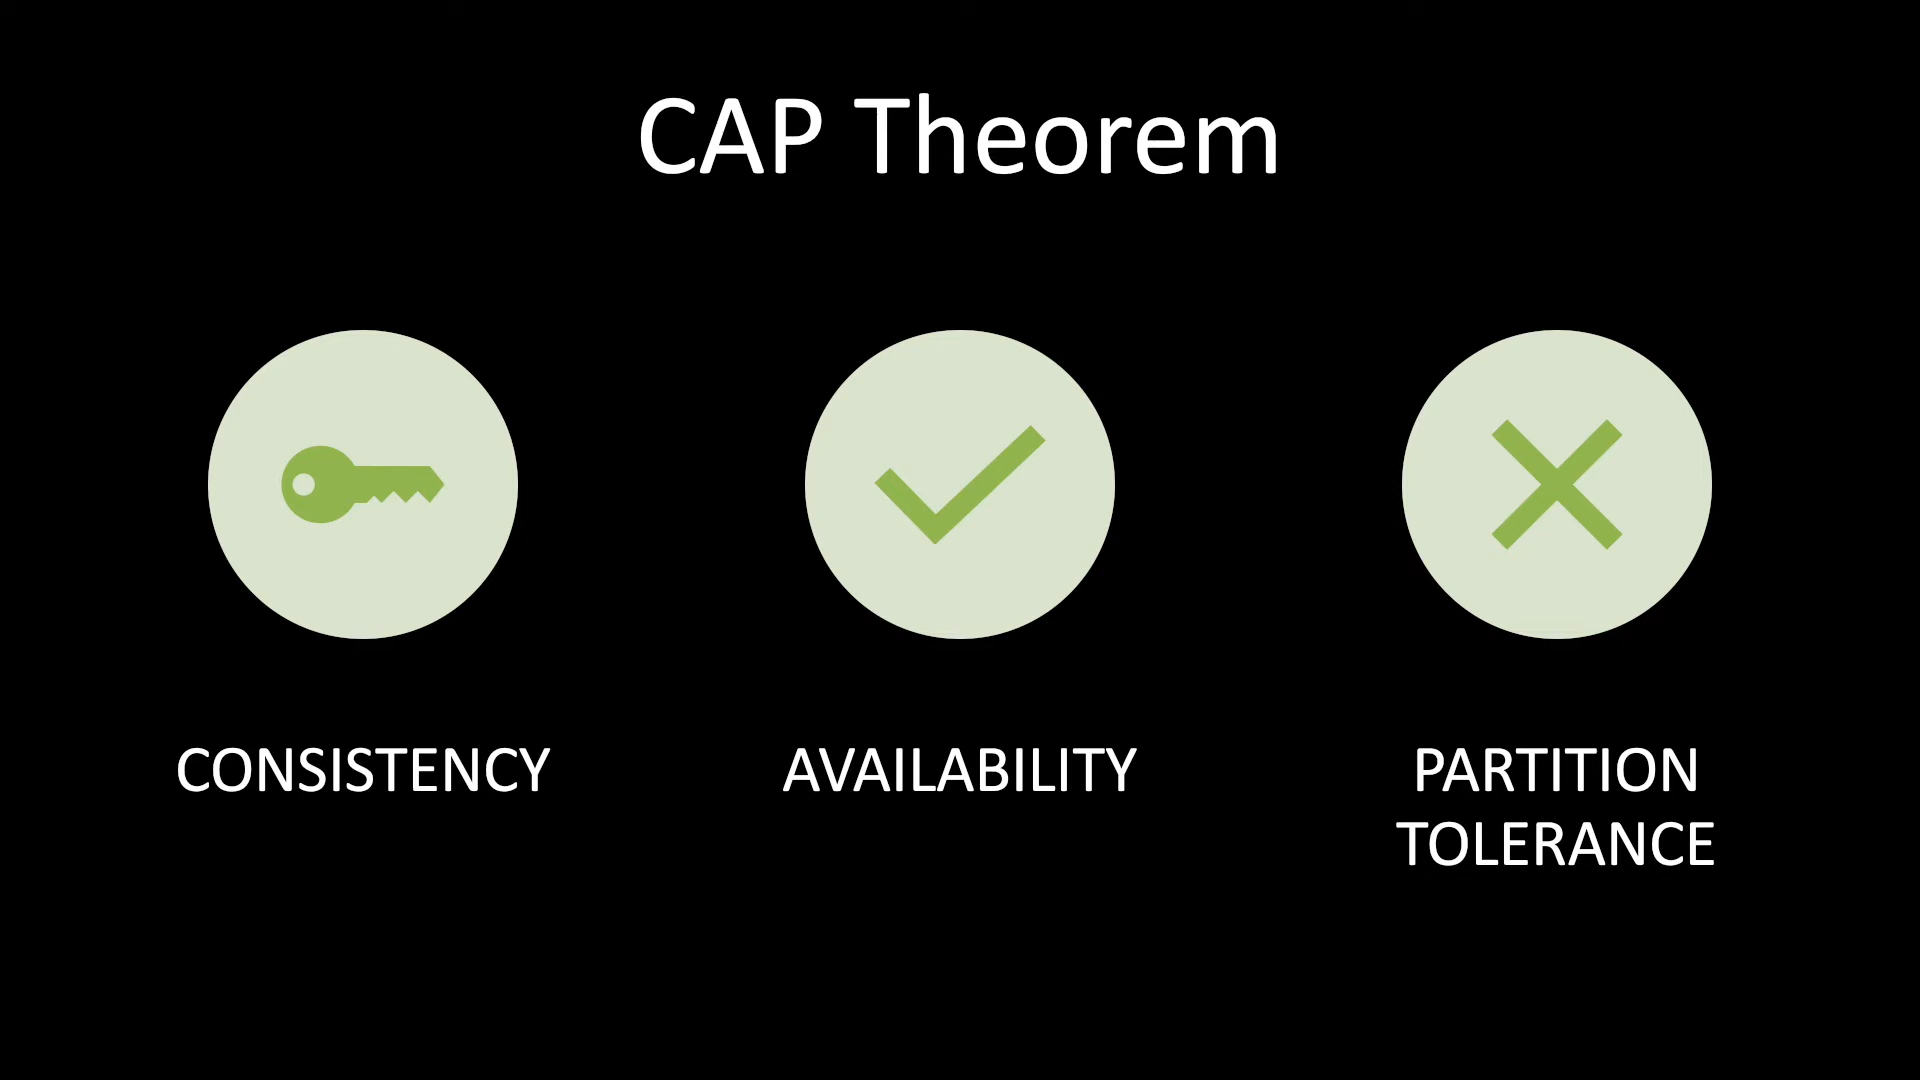 CAP Theorem
CONSISTENCY
AVAILABILITY
PARTITION
TOLERANCE